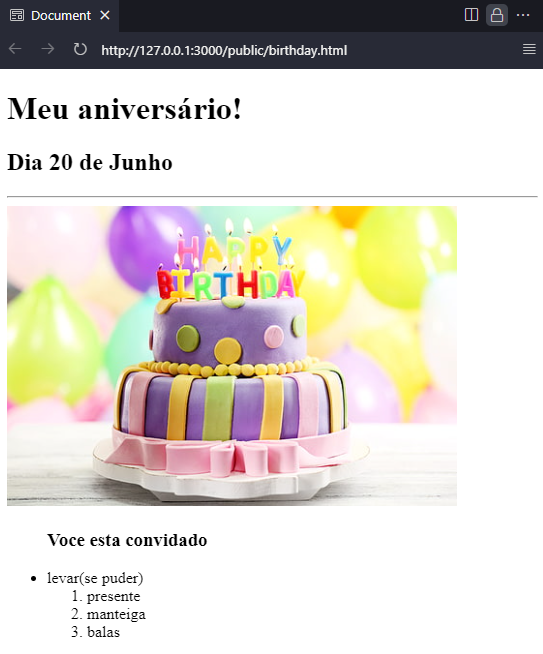 Document
http://127.0.0.1:3000/public/birthday.html
Meu aniversário!
Dia 20 de Junho
HAPPY
BIRTHDAY
Voce esta convidado
levar(se puder)
1. presente
2. manteiga
3. balas